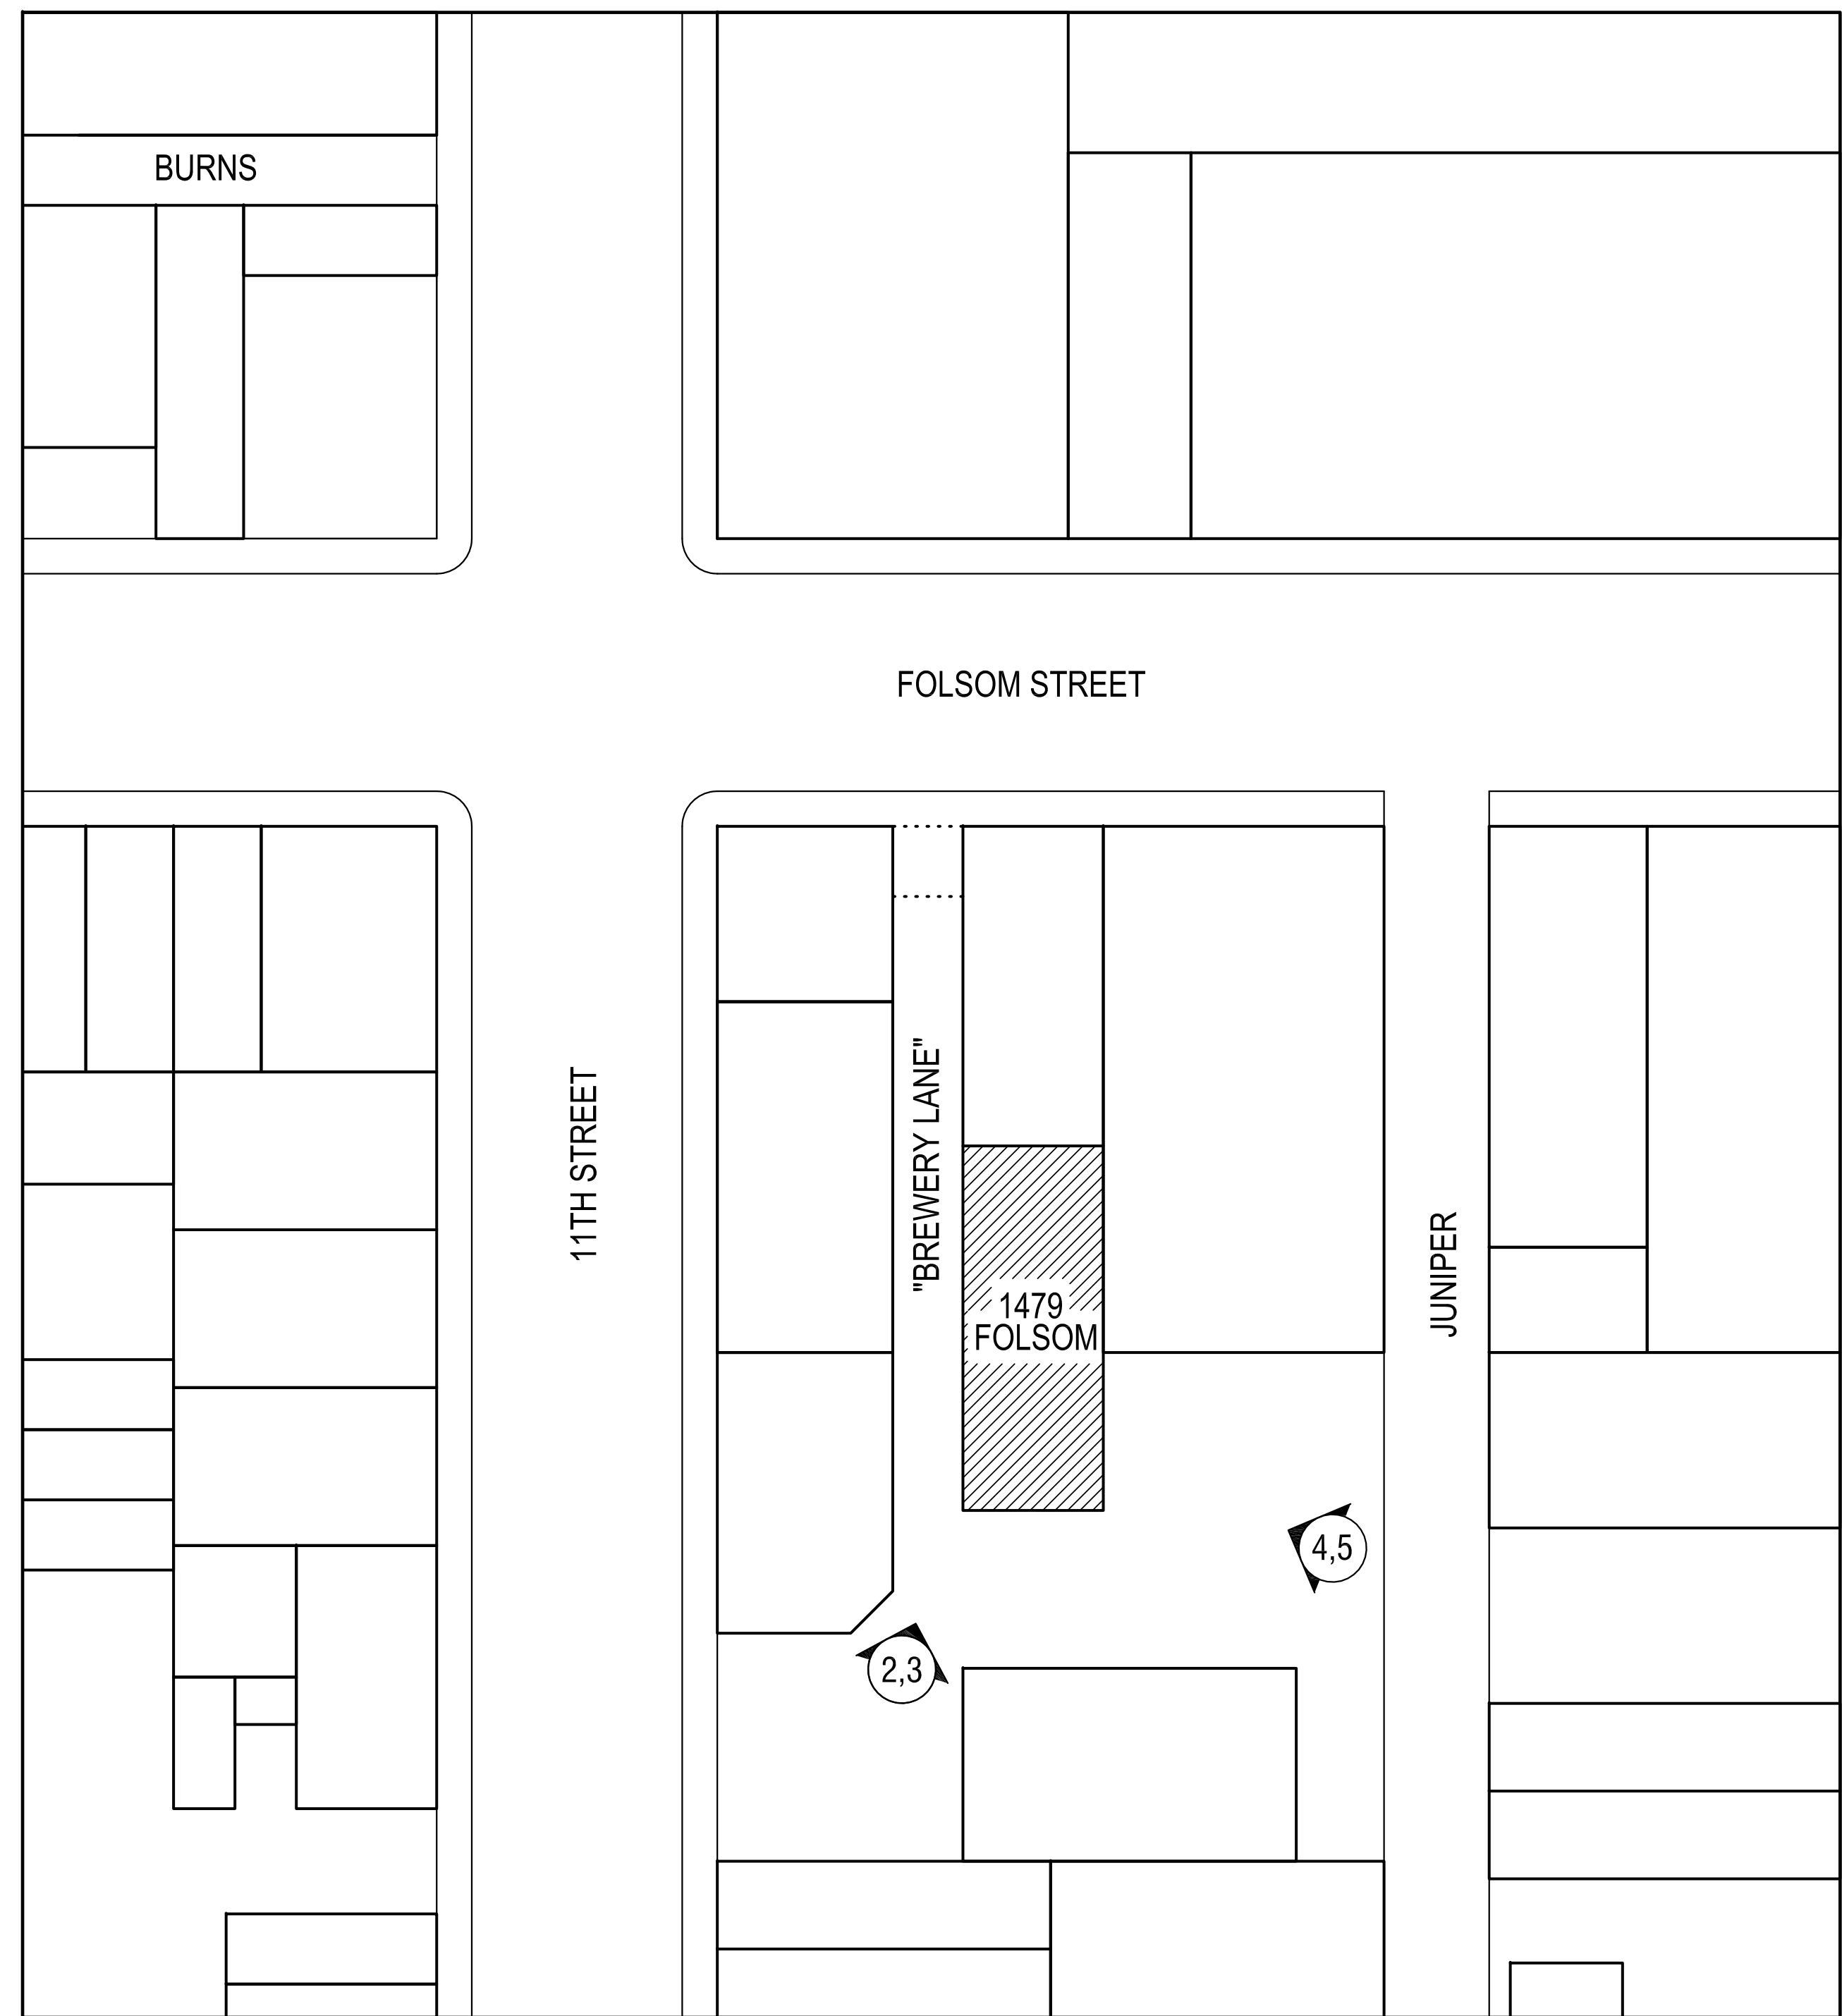 BURNS
FOLSOM STREET
11TH STREET
"BREWERY LANE"
1479
FOLSOM
JUNIPER
4,5
2,3